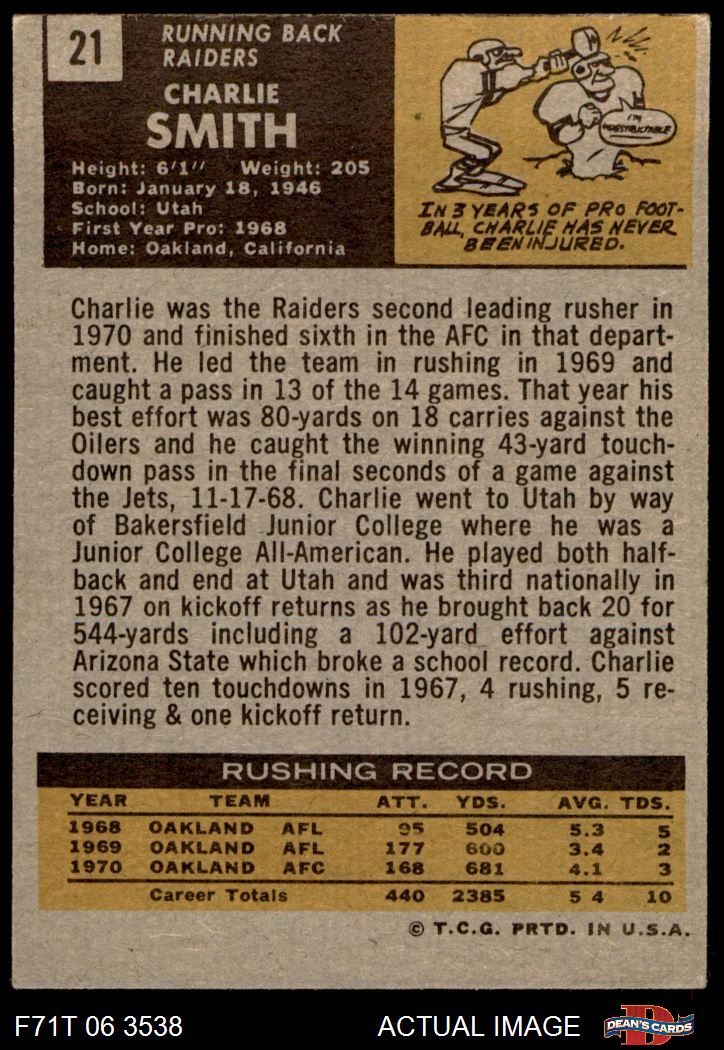 21
RUNNING BACK
RAIDERS
CHARLIE
SMITH
Height: 6'1'' Weight: 205
Born: January 18, 1946
School: Utah
First Year Pro: 1968
Home: Oakland, California
I'M
INDESTRUCTABLE
IN 3 YEARS OF PRO FOOT-
BALL, CHARLIE HAS NEVER
BEEN INJURED.
Charlie was the Raiders second leading rusher in
1970 and finished sixth in the AFC in that depart-
ment. He led the team in rushing in 1969 and
caught a pass in 13 of the 14 games. That year his
best effort was 80-yards on 18 carries against the
Oilers and he caught the winning 43-yard touch-
down pass in the final seconds of a game against
the Jets, 11-17-68. Charlie went to Utah by way
of Bakersfield Junior College where he was a
Junior College All-American. He played both half-
back and end at Utah and was third nationally in
1967 on kickoff returns as he brought back 20 for
544-yards including a 102-yard effort against
Arizona State which broke a school record. Charlie
scored ten touchdowns in 1967, 4 rushing, 5 re-
ceiving & one kickoff return.
RUSHING RECORD
YEAR TEAM ATT. YDS. AVG. TDS.
1968 OAKLAND AFL 95 504 5.3 5
1969 OAKLAND AFL 177 600 3.4 2
1970 OAKLAND AFC 168 681 4.1 3
Career Totals 440 2385 5 4 10
© T.C.G. PRTD. IN U.S.A.
F71T 06 3538 ACTUAL IMAGE DEAN'S CARDS